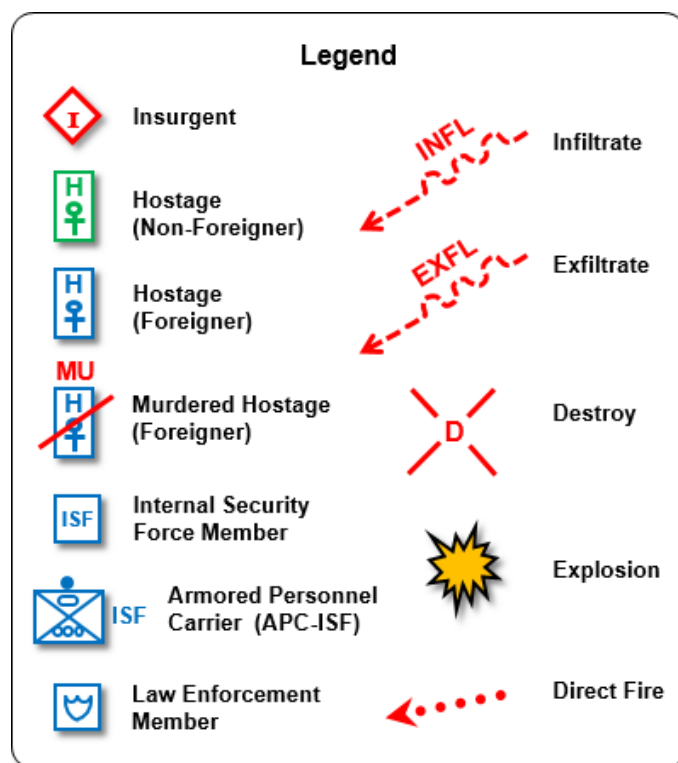 Legend
I
Insurgent
H
Hostage
(Non-Foreigner)
H
Hostage
(Foreigner)
MU
H
Murdered Hostage
(Foreigner)
ISF
Internal Security
Force Member
ISF
Armored Personnel
Carrier (APC-ISF)
Law Enforcement
Member
INFL
Infiltrate
EXFL
Exfiltrate
D
Destroy
Explosion
Direct Fire